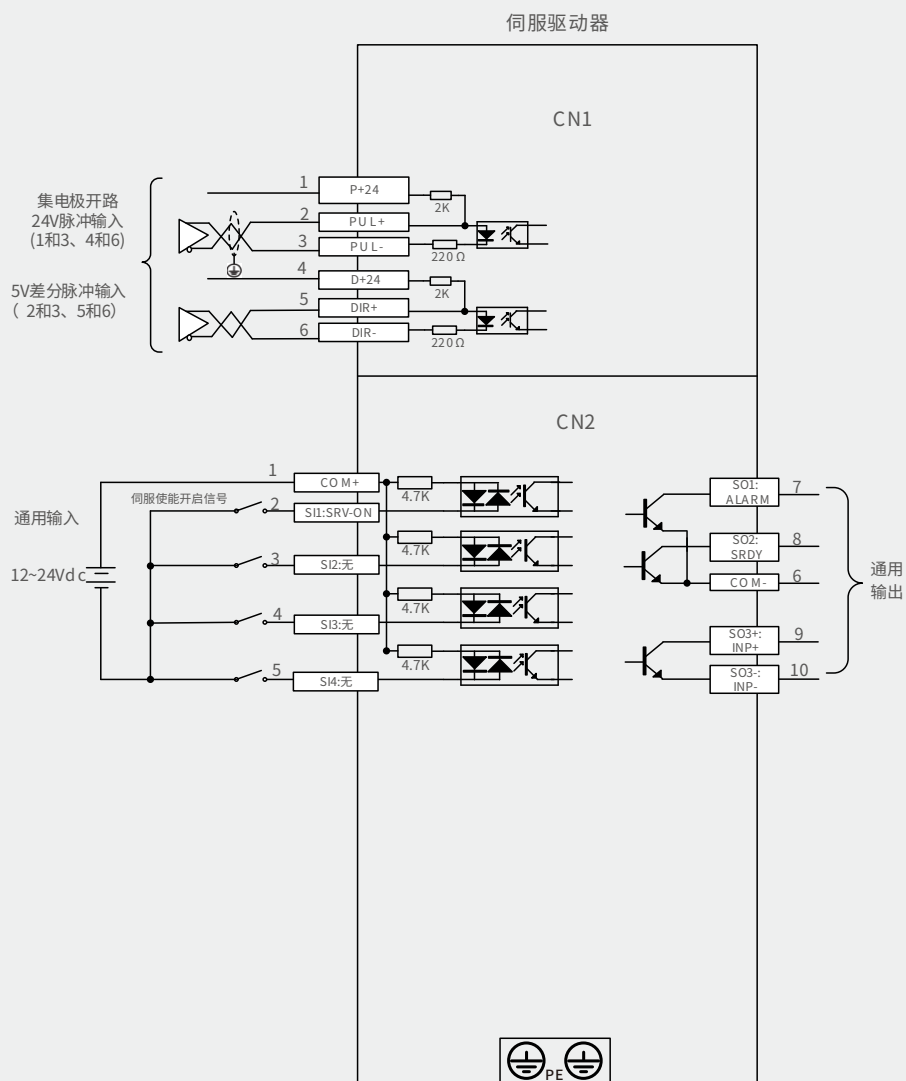 伺服驱动器
CN1
集电极开路
24V脉冲输入
(1和3、4和6)
5V差分脉冲输入
( 2和3、5和6)
1
P+24
2K
2
PUL+
3
PUL-
220Ω
4
D+24
2K
5
DIR+
6
DIR-
220Ω
CN2
通用输入
12~24Vdc
伺服使能开启信号
1
COM+
4.7K
2
SI1:SRV-ON
4.7K
3
SI2:无
4.7K
4
SI3:无
4.7K
5
SI4:无
SO1:
ALARM
7
SO2:
SRDY
8
COM-
6
SO3+:
INP+
9
SO3-:
INP-
10
通用
输出
PE